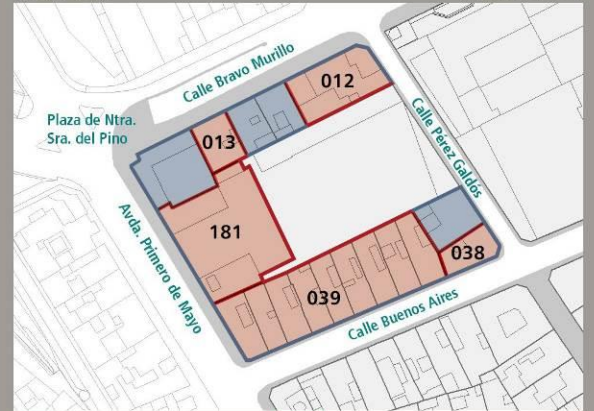 Calle Bravo Murillo
012
Plaza de Ntra.
Sra. del Pino
013
Calle Pérez Galdós
181
Avda. Primero de Mayo
038
039
Calle Buenos Aires